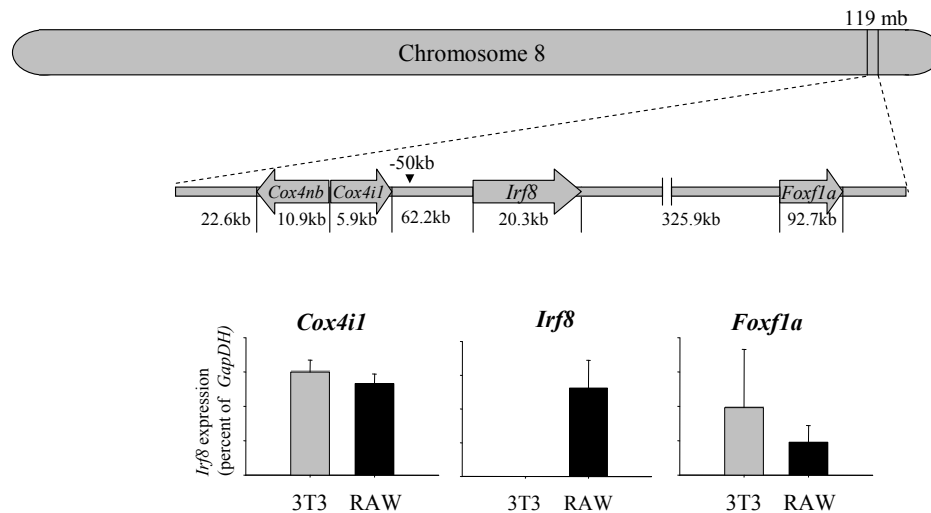 119 mb
Chromosome 8
-50kb
Cox4nb Cox4i1 Irf8 Foxf1a
22.6kb 10.9kb 5.9kb 62.2kb 20.3kb 325.9kb 92.7kb
Cox4i1 Irf8 Foxf1a
Irf8 expression
(percent of GapDH)
3T3 RAW 3T3 RAW 3T3 RAW